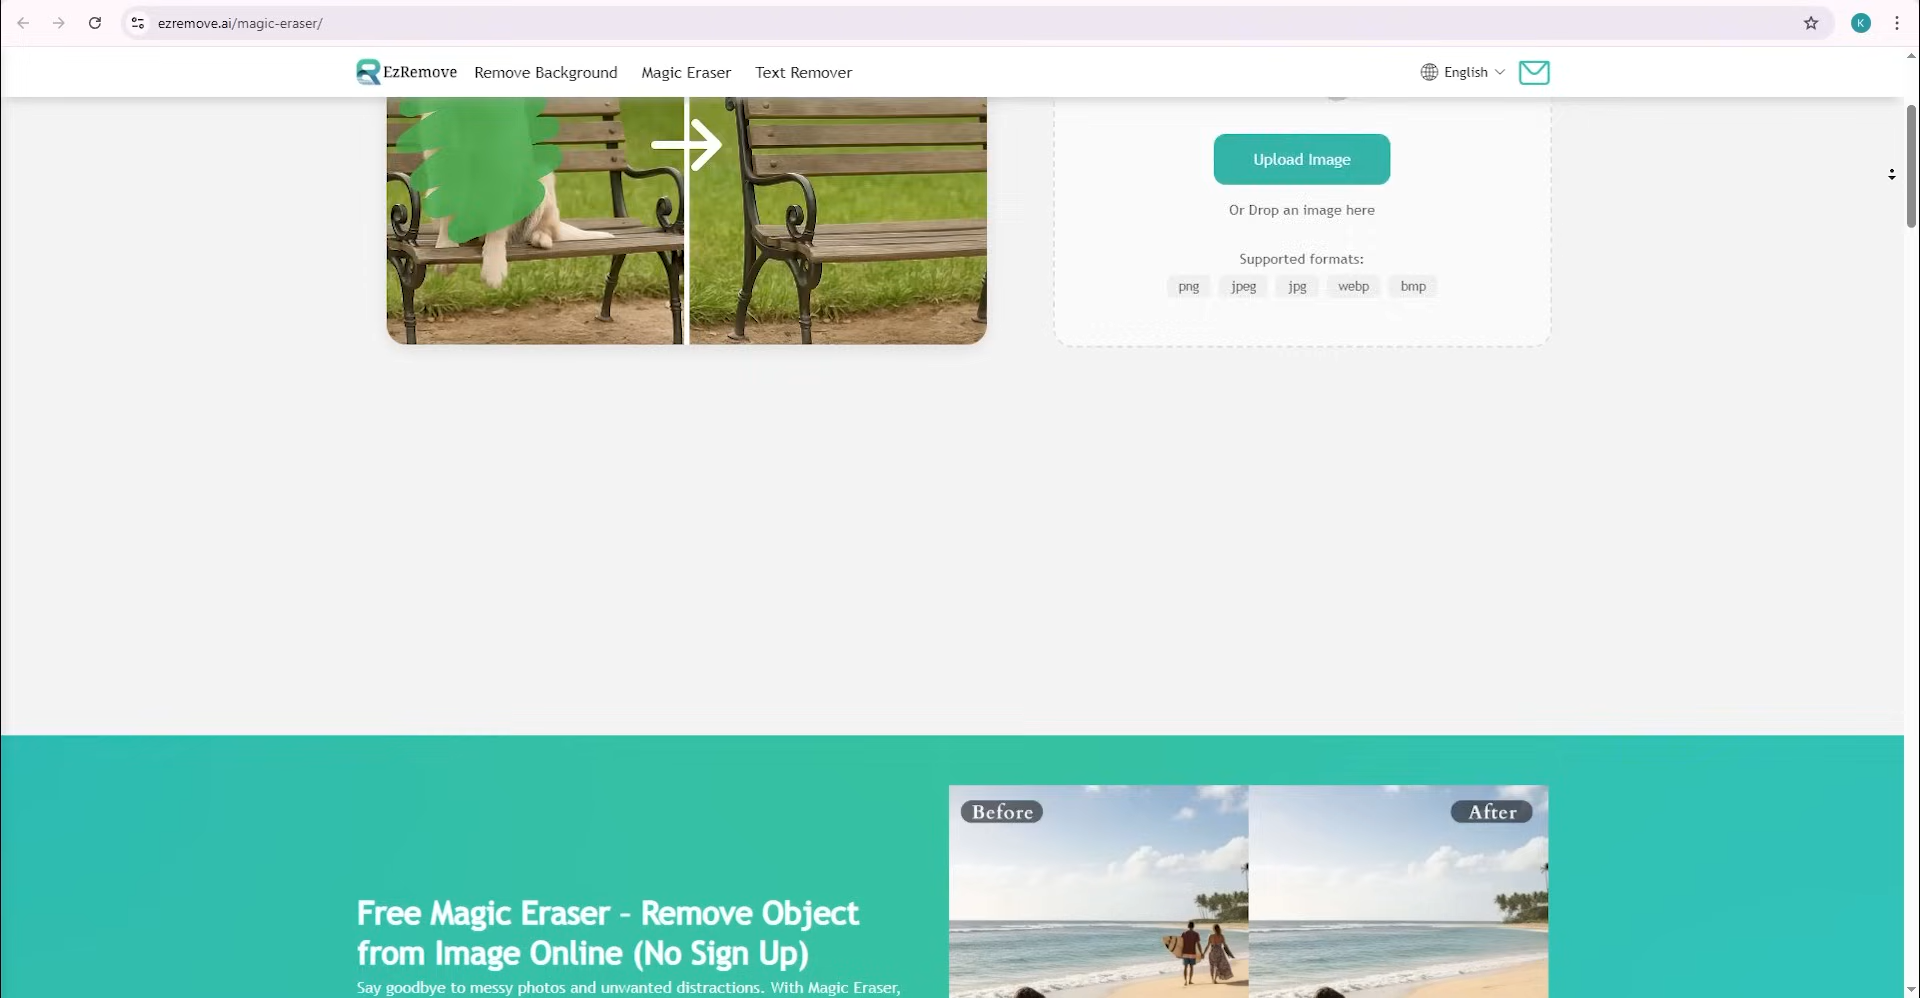 ezremove.ai/magic-eraser/
K
EzRemove
Remove Background
Magic Eraser
Text Remover
English
Upload Image
Or Drop an image here
Supported formats:
png jpeg jpg webp bmp
Before
After
Free Magic Eraser – Remove Object
from Image Online (No Sign Up)
Say goodbye to messy photos and unwanted distractions. With Magic Eraser,